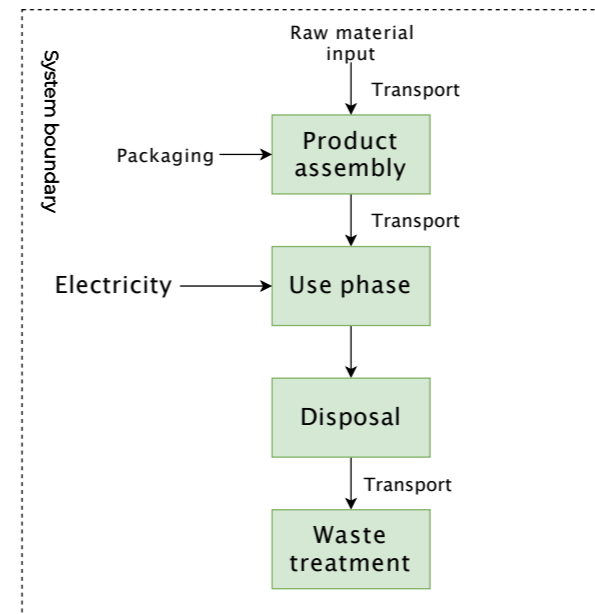 System boundary
Raw material
input
Transport
Packaging
Product
assembly
Transport
Electricity
Use phase
Disposal
Transport
Waste
treatment